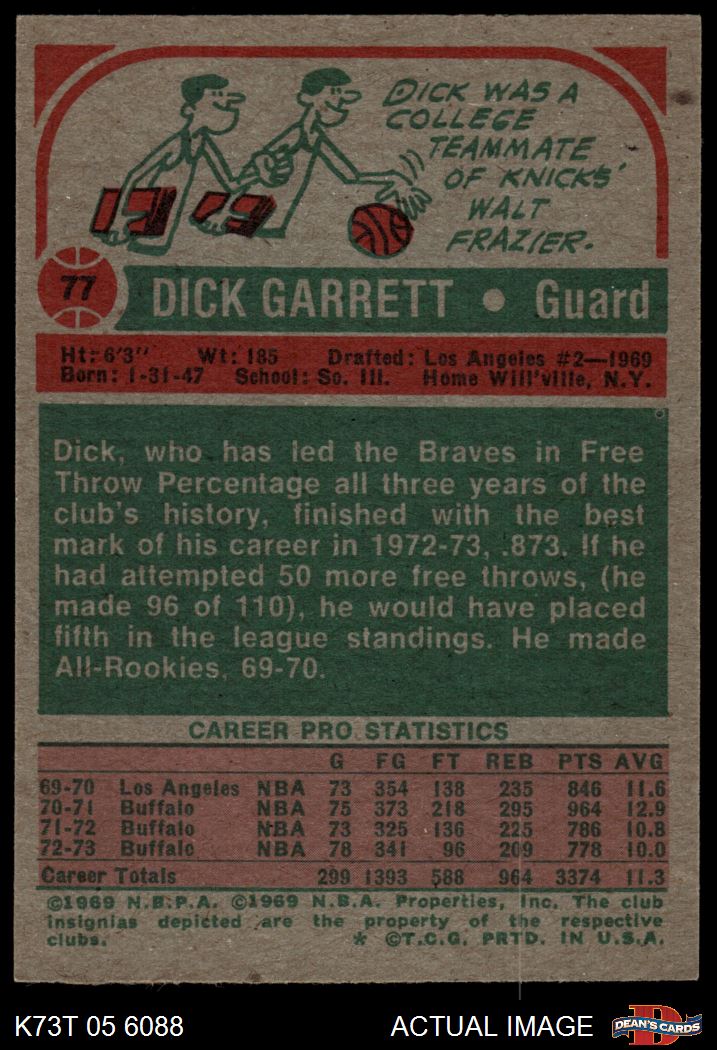 DICK WAS A
COLLEGE
TEAMMATE
OF KNICKS'
WALT
FRAZIER.
77
DICK GARRETT • Guard
Ht: 6'3" Wt: 185 Drafted: Los Angeles #2—1969
Born: 1-31-47 School: So. Ill. Home Will'ville, N.Y.
Dick, who has led the Braves in Free
Throw Percentage all three years of the
club's history, finished with the best
mark of his career in 1972-73, .873. If he
had attempted 50 more free throws, (he
made 96 of 110), he would have placed
fifth in the league standings. He made
All-Rookies, 69-70.
CAREER PRO STATISTICS
G FG FT REB PTS AVG
69-70 Los Angeles NBA 73 354 138 235 846 11.6
70-71 Buffalo NBA 75 373 218 295 964 12.9
71-72 Buffalo NBA 73 325 136 225 786 10.8
72-73 Buffalo NBA 78 341 96 209 778 10.0
Career Totals 299 1393 588 964 3374 11.3
©1969 N.B.P.A. ©1969 N.B.A. Properties, Inc. The club
insignias depicted are the property of the respective
clubs. * ©T.C.G. PRTD. IN U.S.A.
K73T 05 6088 ACTUAL IMAGE
D
DEAN'S CARDS